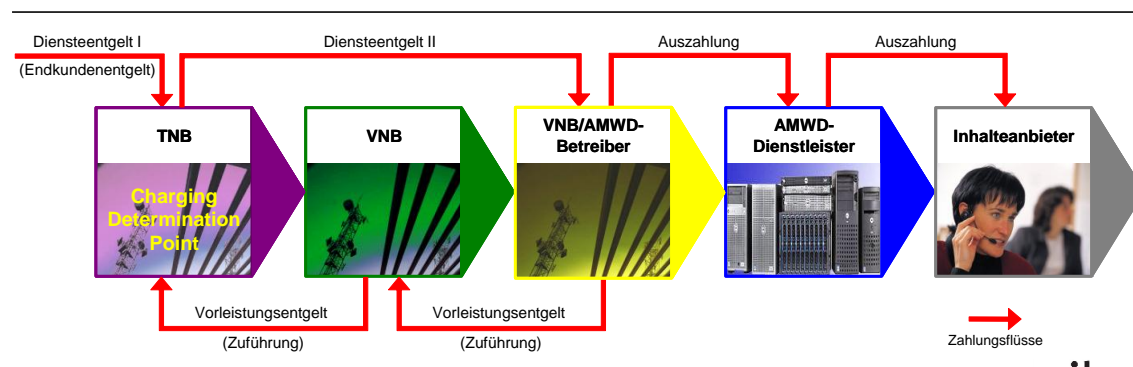 Diensteentgelt I
(Endkundenentgelt)
Diensteentgelt II
Auszahlung
Auszahlung
TNB
VNB
VNB/AMWD-
Betreiber
AMWD-
Dienstleister
Inhalteanbieter
Charging
Determination
Point
Vorleistungsentgelt
(Zuführung)
Vorleistungsentgelt
(Zuführung)
Zahlungsflüsse